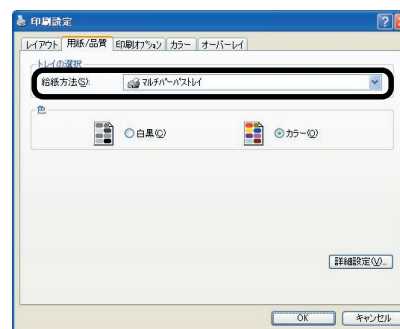 印刷設定
レイアウト 用紙/品質 印刷ｵﾌﾟｼｮﾝ カラー オーバーレイ
トレイの選択
給紙方法(S): ﾏﾙﾁﾊﾟｰﾊﾟｽﾄﾚｲ
色
白黒(C) カラー(O)
詳細設定(V)...
OK キャンセル